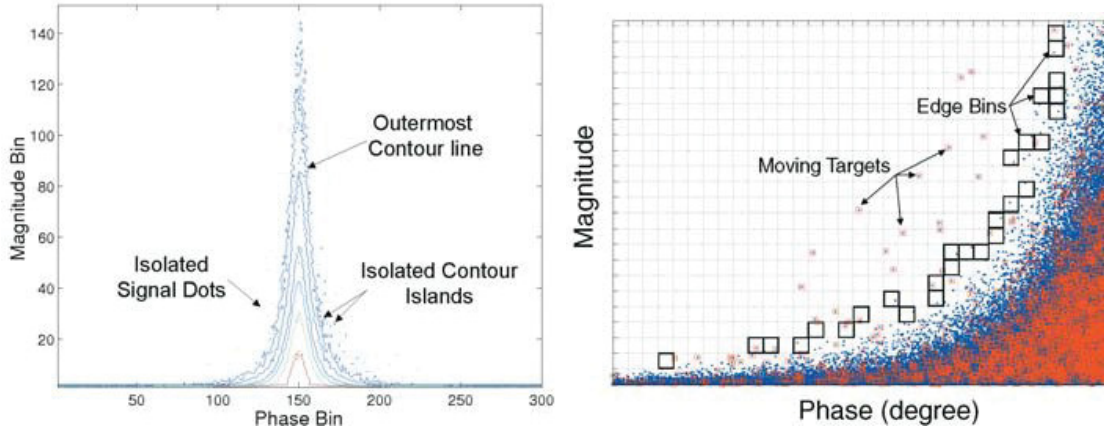 140
120
100
80
60
40
20
50
100
150
200
250
300
Magnitude Bin
Phase Bin
Outermost
Contour line
Isolated
Signal Dots
Isolated Contour
Islands
Magnitude
Phase (degree)
Edge Bins
Moving Targets